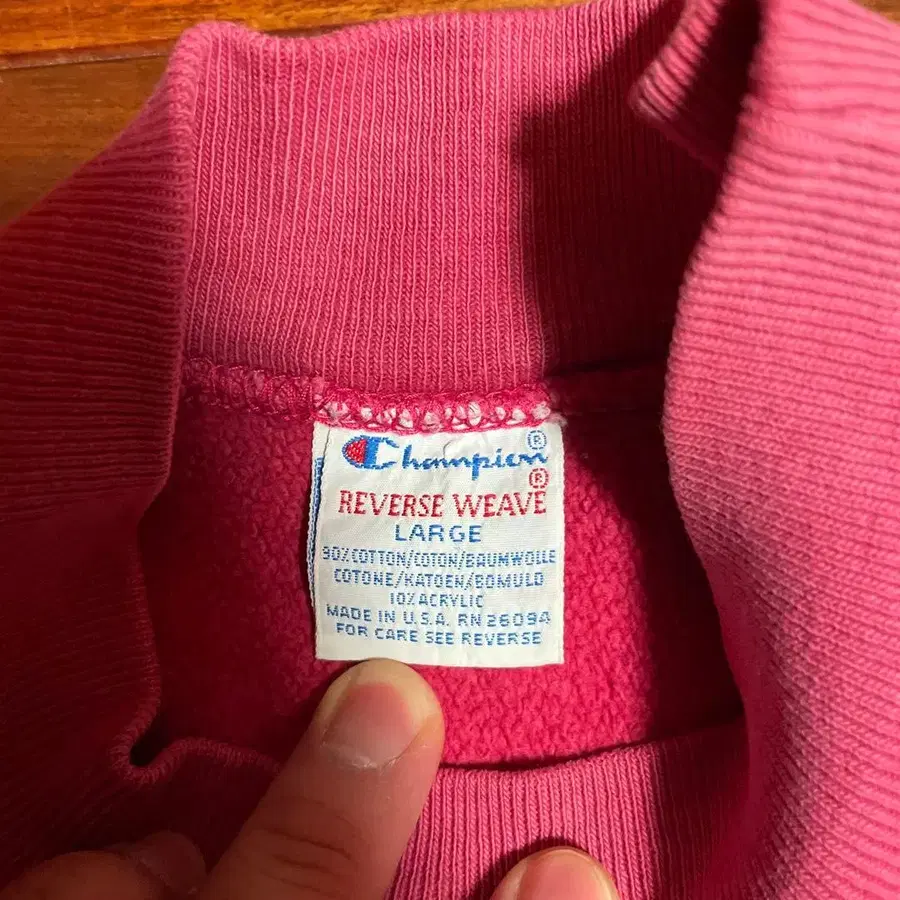 Champion®
REVERSE WEAVE®
LARGE
90% COTTON/COTON/BAUMWOLLE
COTONE/KATOEN/BOMULD
10% ACRYLIC
MADE IN U.S.A. RN 26094
FOR CARE SEE REVERSE